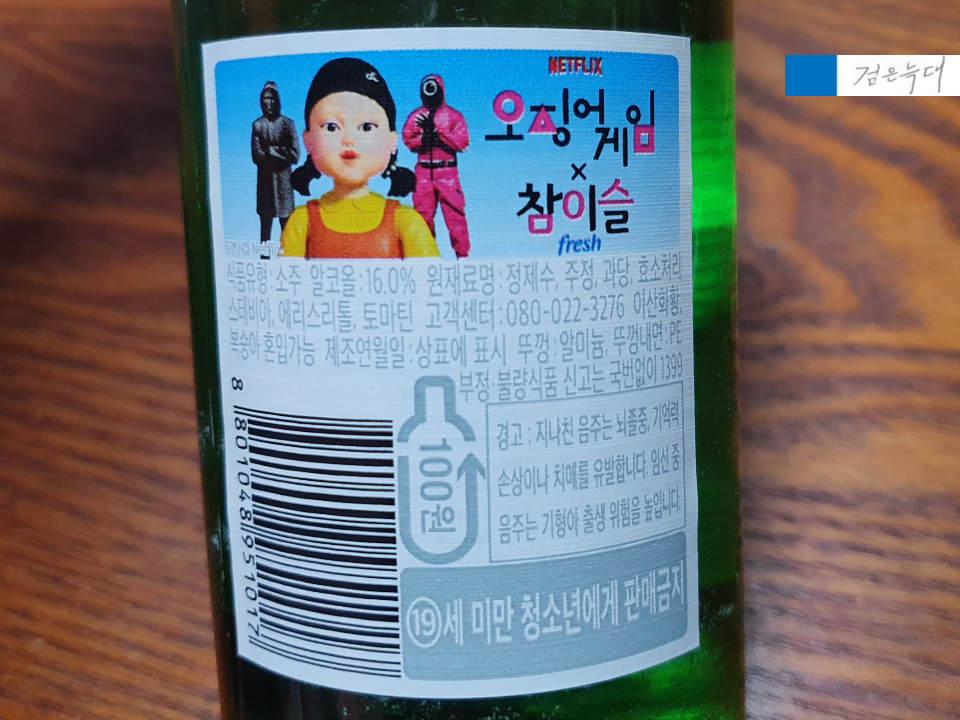 검은늑대
NETFLIX
오징어게임
×
참이슬
fresh
식품유형:소주 알코올:16.0% 원재료명:정제수, 주정, 과당, 효소처리
스테비아, 에리스리톨, 토마틴 고객센터:080-022-3276 이산화황,
복숭아 혼입가능 제조연월일:상표에 표시 뚜껑:알미늄, 뚜껑내면:PE
부정·불량식품 신고는 국번없이 1399
경고 : 지나친 음주는 뇌졸중, 기억력
손상이나 치매를 유발합니다. 임신 중
음주는 기형아 출생 위험을 높입니다.
100원
8 801048 951017
⑲세 미만 청소년에게 판매금지